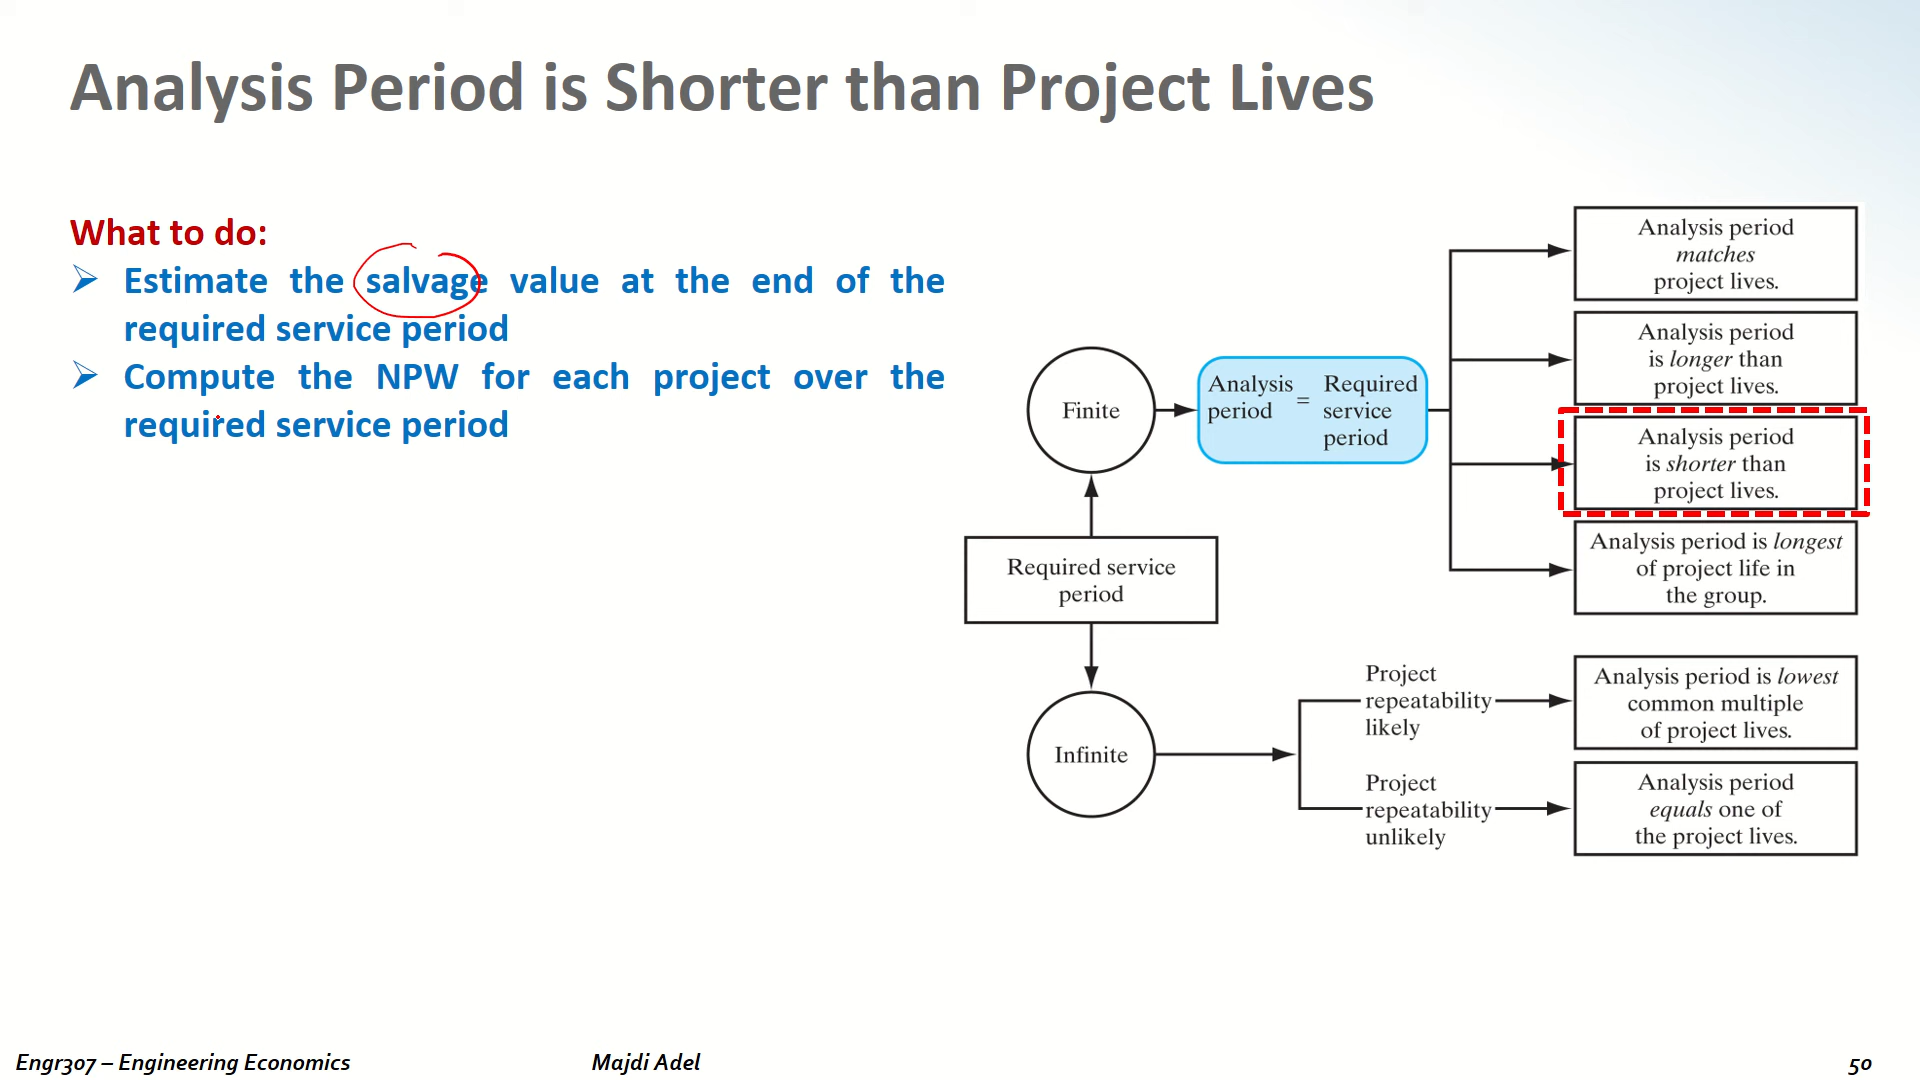 Analysis Period is Shorter than Project Lives
What to do:
Estimate the salvage value at the end of the
required service period
Compute the NPW for each project over the
required service period
Finite
Analysis period = Required service period
Required service
period
Infinite
Analysis period
matches
project lives.
Analysis period
is longer than
project lives.
Analysis period
is shorter than
project lives.
Analysis period is longest
of project life in
the group.
Project
repeatability
likely
Analysis period is lowest
common multiple
of project lives.
Project
repeatability
unlikely
Analysis period
equals one of
the project lives.
Engr307 – Engineering Economics
Majdi Adel
50